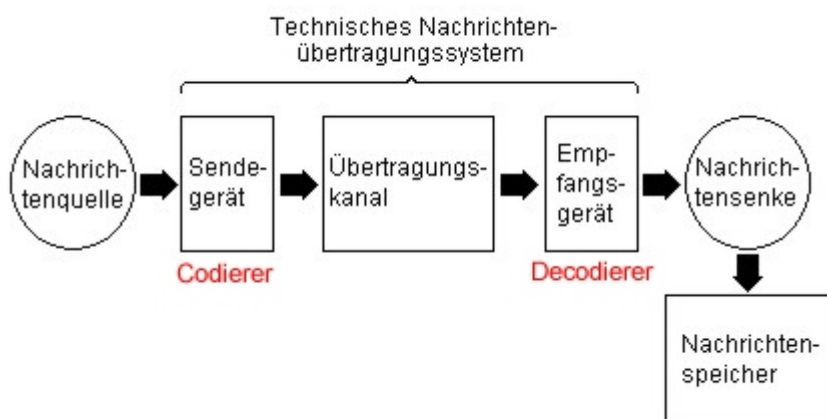 Technisches Nachrichten-
übertragungssystem
Nachrich-
tenquelle
Sende-
gerät
Übertragungs-
kanal
Emp-
fangs-
gerät
Nachrich-
tensenke
Codierer
Decodierer
Nachrichten-
speicher